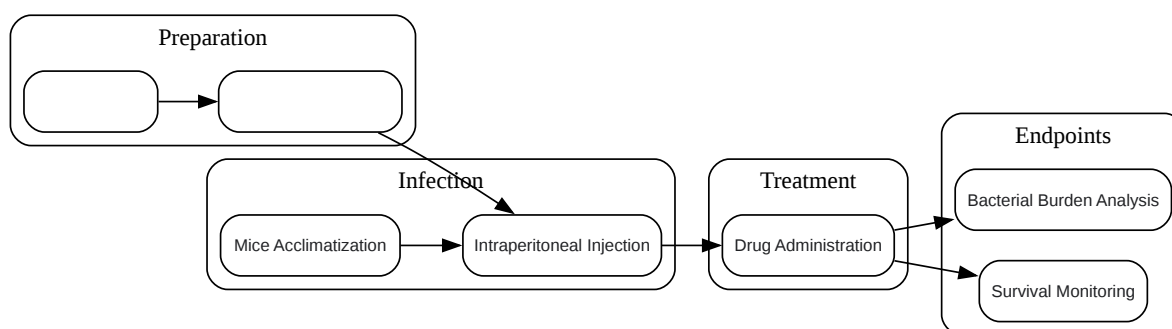 Preparation
Infection
Mice Acclimatization
Intraperitoneal Injection
Treatment
Drug Administration
Endpoints
Bacterial Burden Analysis
Survival Monitoring